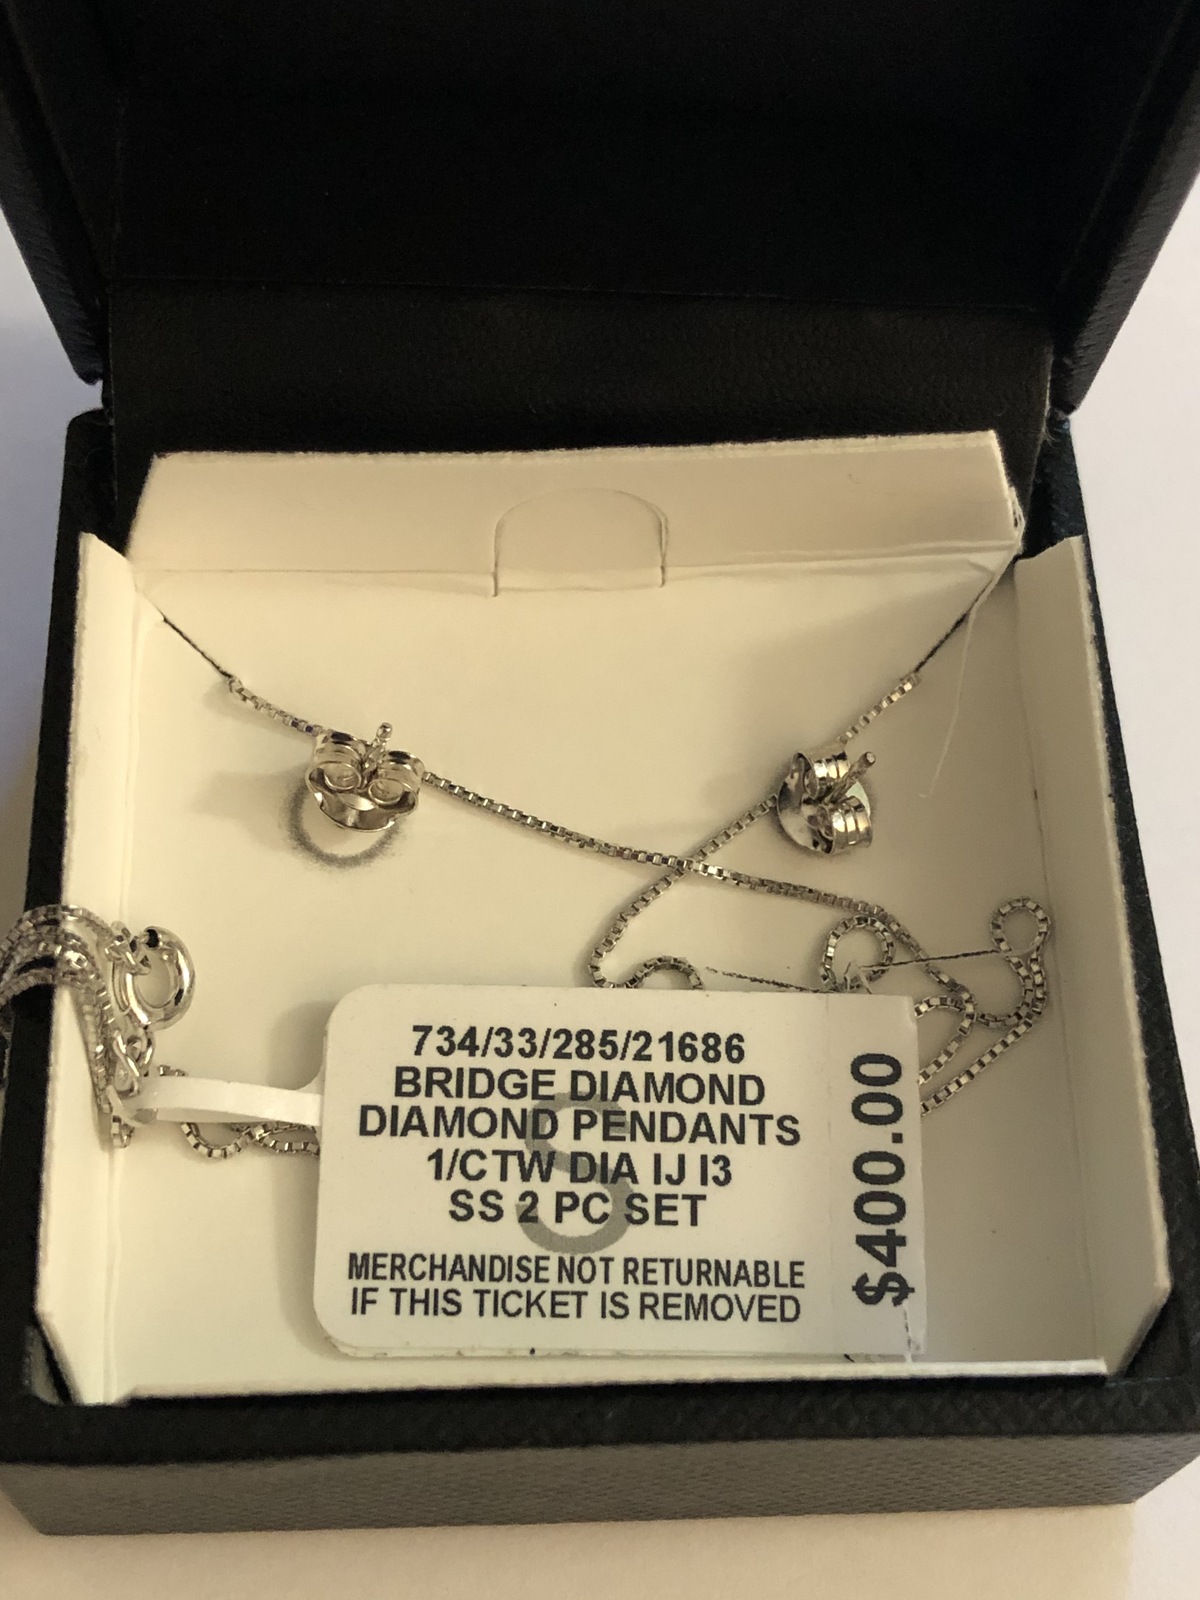 734/33/285/21686
BRIDGE DIAMOND
DIAMOND PENDANTS
1/CTW DIA IJ I3
SS 2 PC SET
MERCHANDISE NOT RETURNABLE
IF THIS TICKET IS REMOVED
$400.00